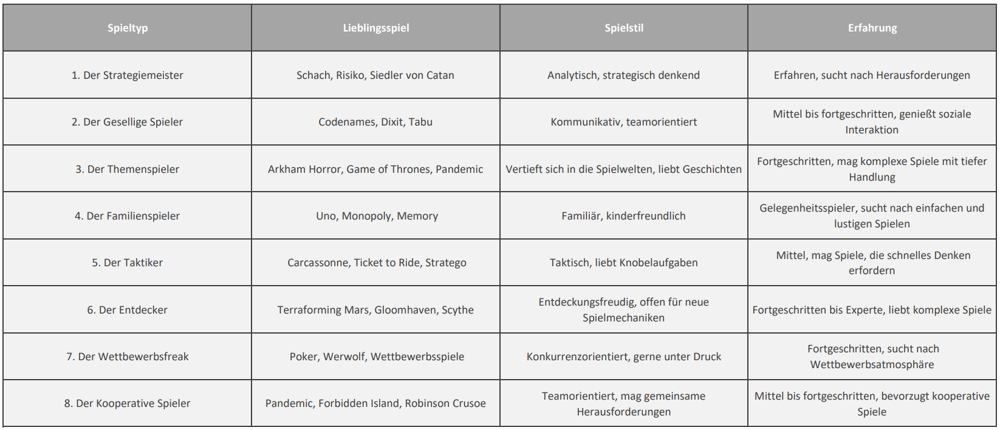 Spieltyp Lieblingsspiel Spielstil Erfahrung
1. Der Strategiemeister Schach, Risiko, Siedler von Catan Analytisch, strategisch denkend Erfahren, sucht nach Herausforderungen
2. Der Gesellige Spieler Codenames, Dixit, Tabu Kommunikativ, teamorientiert Mittel bis fortgeschritten, genießt soziale
Interaktion
3. Der Themenspieler Arkham Horror, Game of Thrones, Pandemic Vertieft sich in die Spielwelten, liebt Geschichten Fortgeschritten, mag komplexe Spiele mit tiefer
Handlung
4. Der Familienspieler Uno, Monopoly, Memory Familiär, kinderfreundlich Gelegenheitsspieler, sucht nach einfachen und
lustigen Spielen
5. Der Taktiker Carcassonne, Ticket to Ride, Stratego Taktisch, liebt Knobelaufgaben Mittel, mag Spiele, die schnelles Denken
erfordern
6. Der Entdecker Terraforming Mars, Gloomhaven, Scythe Entdeckungsfreudig, offen für neue
Spielmechaniken Fortgeschritten bis Experte, liebt komplexe Spiele
7. Der Wettbewerbsfreak Poker, Werwolf, Wettbewerbsspiele Konkurrenzorientiert, gerne unter Druck Fortgeschritten, sucht nach
Wettbewerbsatmosphäre
8. Der Kooperative Spieler Pandemic, Forbidden Island, Robinson Crusoe Teamorientiert, mag gemeinsame
Herausforderungen Mittel bis fortgeschritten, bevorzugt kooperative
Spiele